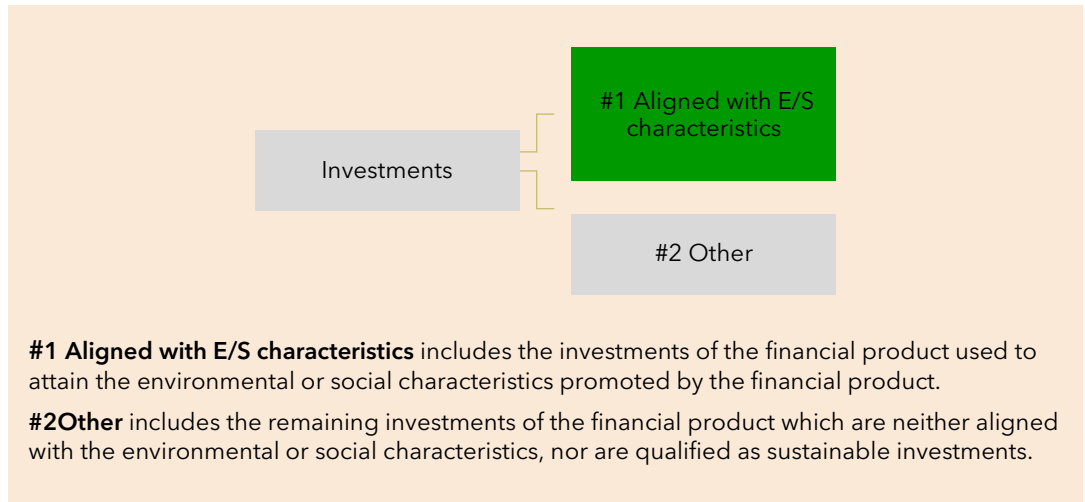 #1 Aligned with E/S
characteristics
Investments
#2 Other
#1 Aligned with E/S characteristics includes the investments of the financial product used to
attain the environmental or social characteristics promoted by the financial product.
#2Other includes the remaining investments of the financial product which are neither aligned
with the environmental or social characteristics, nor are qualified as sustainable investments.